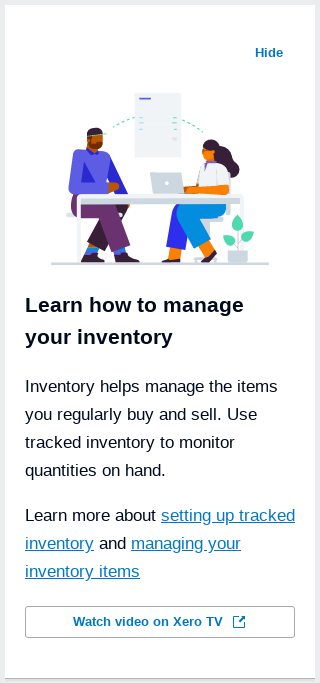 Hide
Learn how to manage
your inventory
Inventory helps manage the items
you regularly buy and sell. Use
tracked inventory to monitor
quantities on hand.
Learn more about setting up tracked
inventory and managing your
inventory items
Watch video on Xero TV